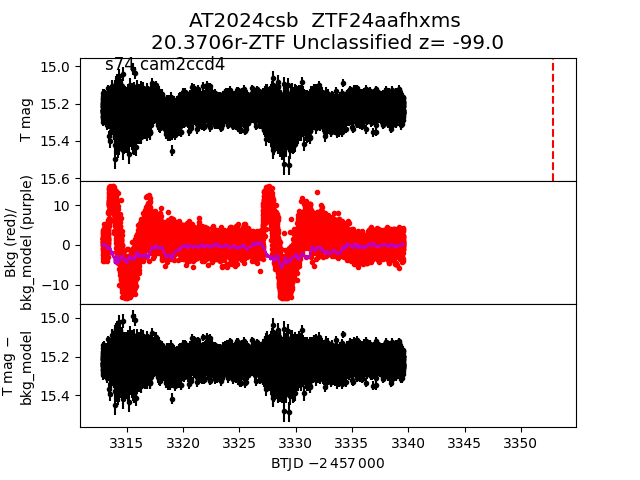 AT2024csb ZTF24aafhxms
20.3706r-ZTF Unclassified z= -99.0
s74 cam2ccd4
15.0
15.2
15.4
15.6
T mag
10
0
−10
Bkg (red)/
bkg_model (purple)
15.0
15.2
15.4
T mag −
bkg_model
3315 3320 3325 3330 3335 3340 3345 3350
BTJD −2 457 000